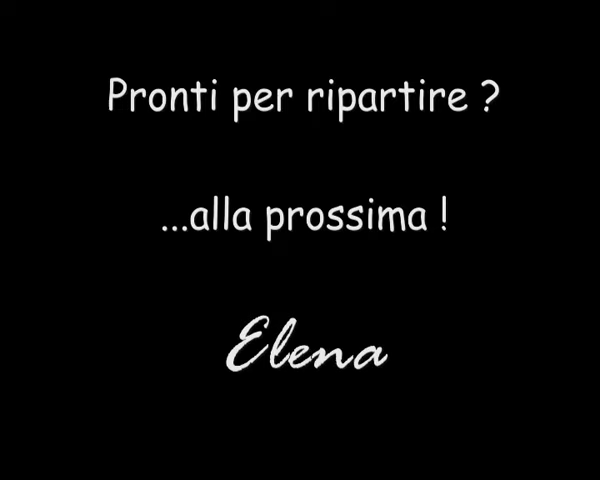 Pronti per ripartire ?
...alla prossima !
Elena